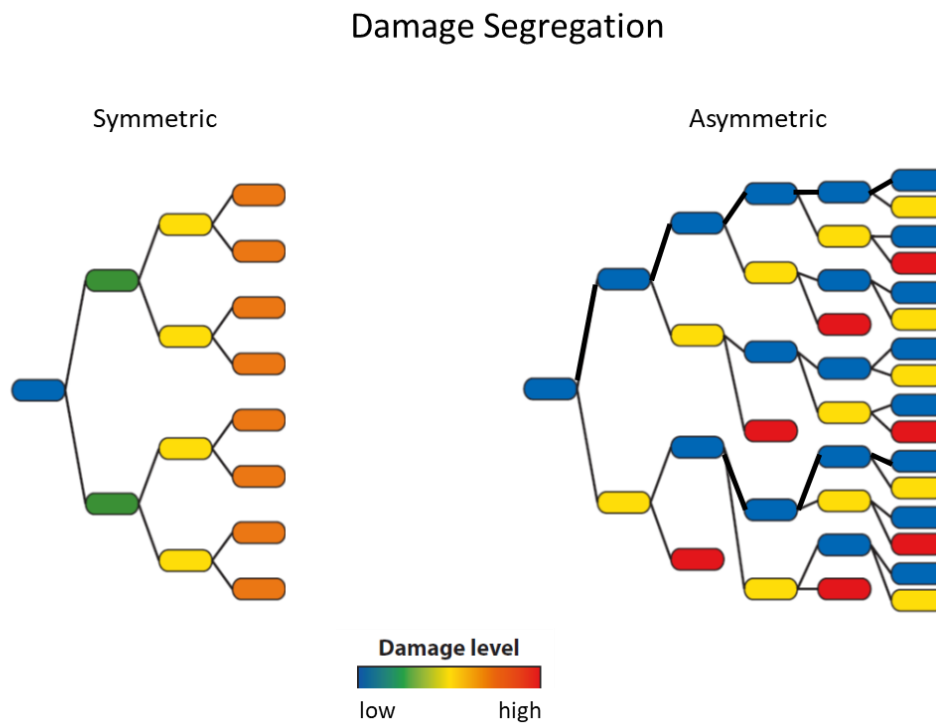 Damage Segregation
Symmetric
Asymmetric
Damage level
low
high